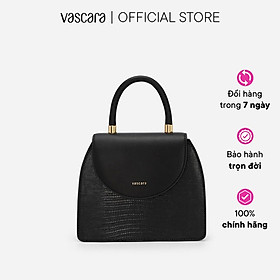 vascara | OFFICIAL STORE
Đổi hàng
trong 7 ngày
Bảo hành
trọn đời
100%
chính hãng
vascara